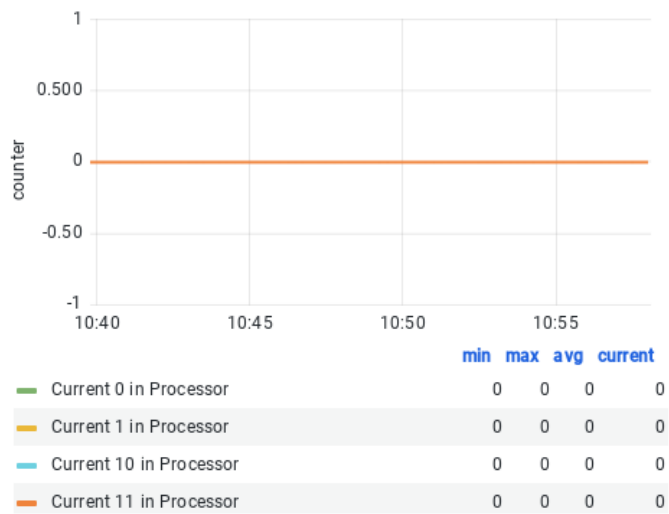 1
0.500
0
-0.50
-1
counter
10:40 10:45 10:50 10:55
min max avg current
Current 0 in Processor 0 0 0 0
Current 1 in Processor 0 0 0 0
Current 10 in Processor 0 0 0 0
Current 11 in Processor 0 0 0 0